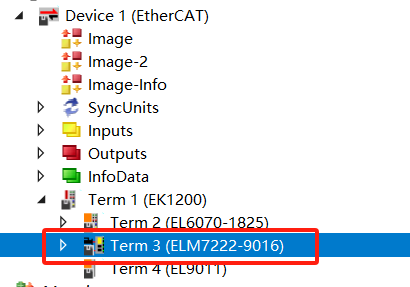 Device 1 (EtherCAT)
Image
Image-2
Image-Info
SyncUnits
Inputs
Outputs
InfoData
Term 1 (EK1200)
Term 2 (EL6070-1825)
Term 3 (ELM7222-9016)
Term 4 (EL9011)